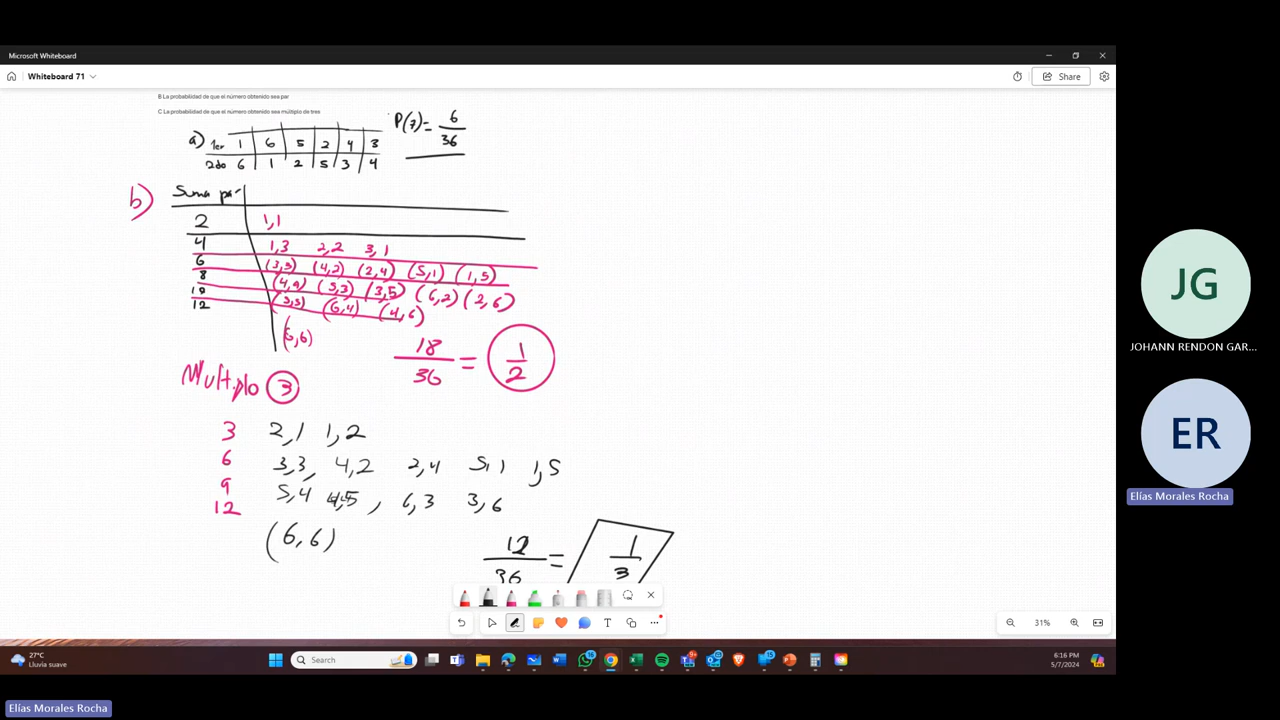 Microsoft Whiteboard
Whiteboard 71
Share
B La probabilidad de que el número obtenido sea par
C La probabilidad de que el número obtenido sea múltiplo de tres
a) 1er 1 6 5 2 4 3
2do 6 1 2 5 3 4
P(7) = 6/36
b) Suma par
2 1,1
4 1,3 2,2 3,1
6 (3,3) (4,2) (2,4) (5,1) (1,5)
8 (4,4) (5,3) (3,5) (6,2) (2,6)
10 (5,5) (6,4) (4,6)
12 (6,6)
18/36 = 1/2
Multiplo 3
3 2,1 1,2
6 3,3, 4,2 2,4 5,1 1,5
9 5,4 4,5, 6,3 3,6
12 (6,6)
12/36 = 1/3
31%
JG
JOHANN RENDON GAR...
ER
Elías Morales Rocha
27°C
Lluvia suave
Search
16
9+
15
6:16 PM
5/7/2024
Elías Morales Rocha